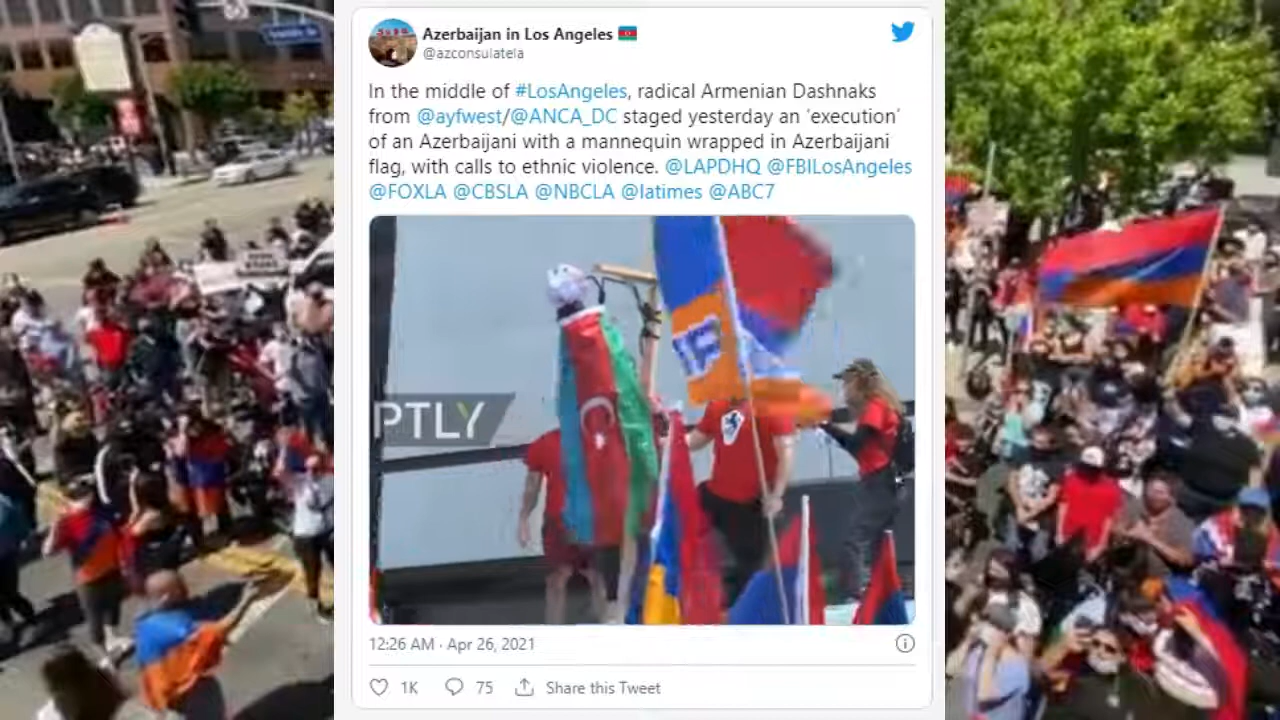 Azerbaijan in Los Angeles
@azconsulatela
In the middle of #LosAngeles, radical Armenian Dashnaks
from @ayfwest/@ANCA_DC staged yesterday an ‘execution’
of an Azerbaijani with a mannequin wrapped in Azerbaijani
flag, with calls to ethnic violence. @LAPDHQ @FBILosAngeles
@FOXLA @CBSLA @NBCLA @latimes @ABC7
PTLY
12:26 AM · Apr 26, 2021
1K 75 Share this Tweet